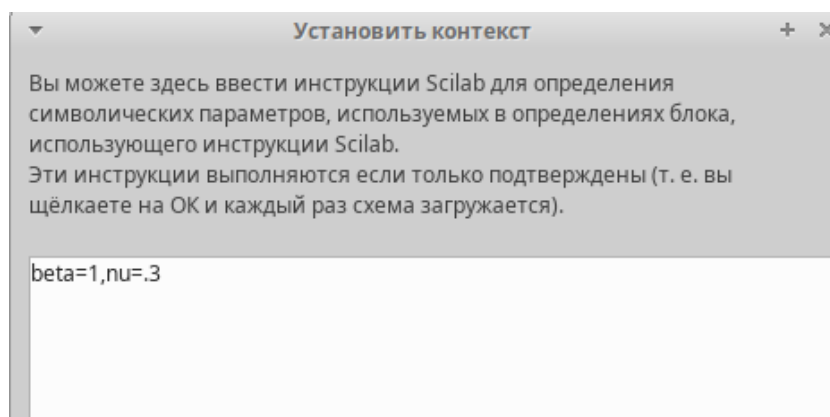 Установить контекст
Вы можете здесь ввести инструкции Scilab для определения
символических параметров, используемых в определениях блока,
использующего инструкции Scilab.
Эти инструкции выполняются если только подтверждены (т. е. вы
щёлкаете на ОК и каждый раз схема загружается).
beta=1,nu=.3